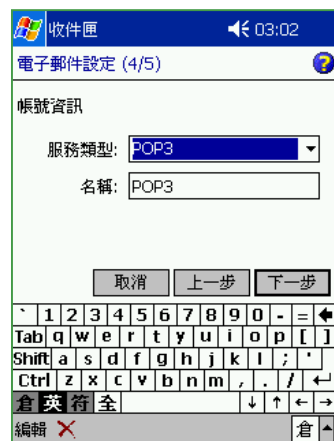 收件匣 03:02
電子郵件設定 (4/5)
帳號資訊
服務類型: POP3
名稱: POP3
取消 上一步 下一步
` 1 2 3 4 5 6 7 8 9 0 - =
Tab q w e r t y u i o p [ ]
Shift a s d f g h j k l ; '
Ctrl z x c v b n m , . /
倉 英 符 全
編輯 倉